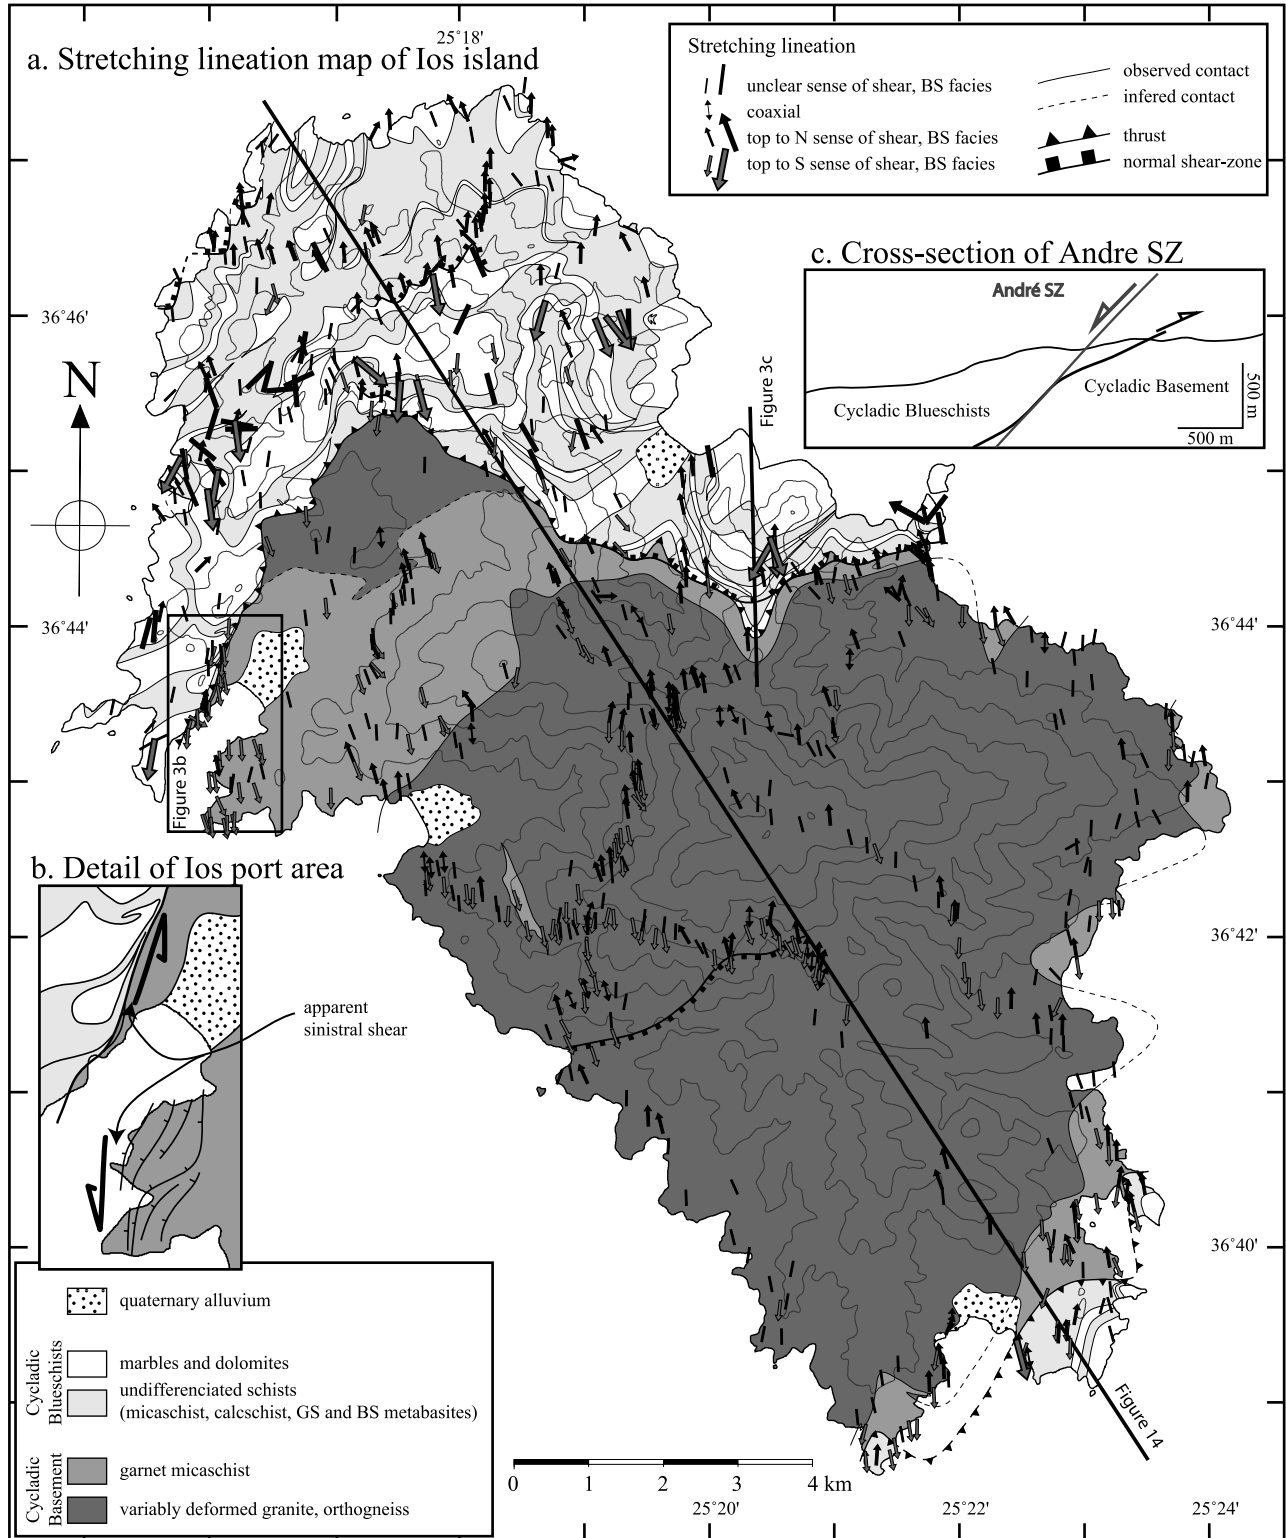 25˚18'
a. Stretching lineation map of Ios island
Stretching lineation
unclear sense of shear, BS facies
coaxial
top to N sense of shear, BS facies
top to S sense of shear, BS facies
observed contact
infered contact
thrust
normal shear-zone
c. Cross-section of Andre SZ
André SZ
Cycladic Blueschists
Cycladic Basement
500 m
500 m
36˚46'
N
Figure 3c
36˚44'
36˚44'
Figure 3b
b. Detail of Ios port area
apparent
sinistral shear
36˚42'
36˚40'
Figure 14
quaternary alluvium
Cycladic
Blueschists
marbles and dolomites
undifferenciated schists
(micaschist, calcschist, GS and BS metabasites)
Cycladic
Basement
garnet micaschist
variably deformed granite, orthogneiss
0 1 2 3 4 km
25˚20' 25˚22' 25˚24'